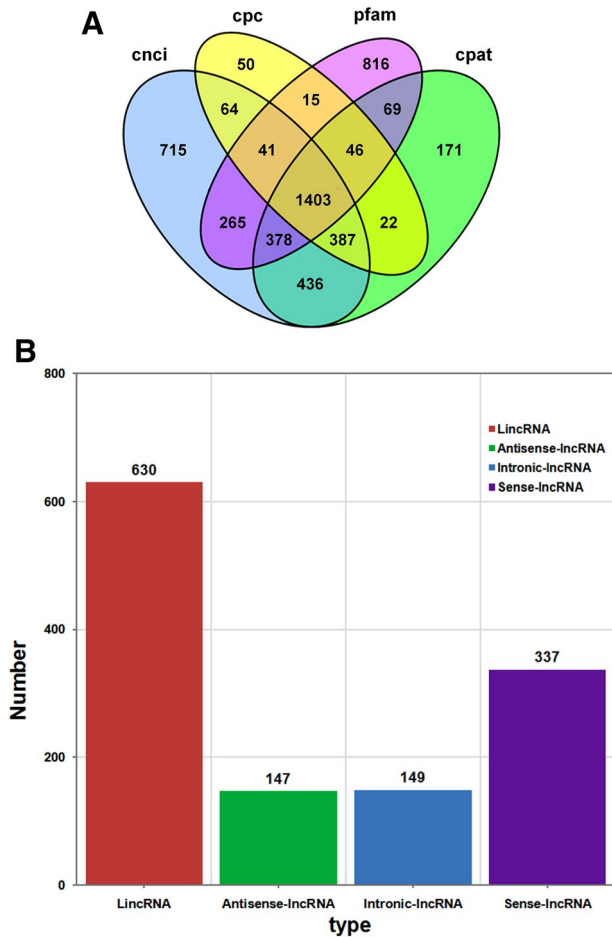 A
cnci
cpc
pfam
cpat
50
816
64
15
69
715
41
46
171
1403
265
22
378
387
436
B
800
600
400
200
0
Number
630
147
149
337
LincRNA
Antisense-lncRNA
Intronic-lncRNA
Sense-lncRNA
LincRNA
Antisense-lncRNA
Intronic-lncRNA
Sense-lncRNA
type